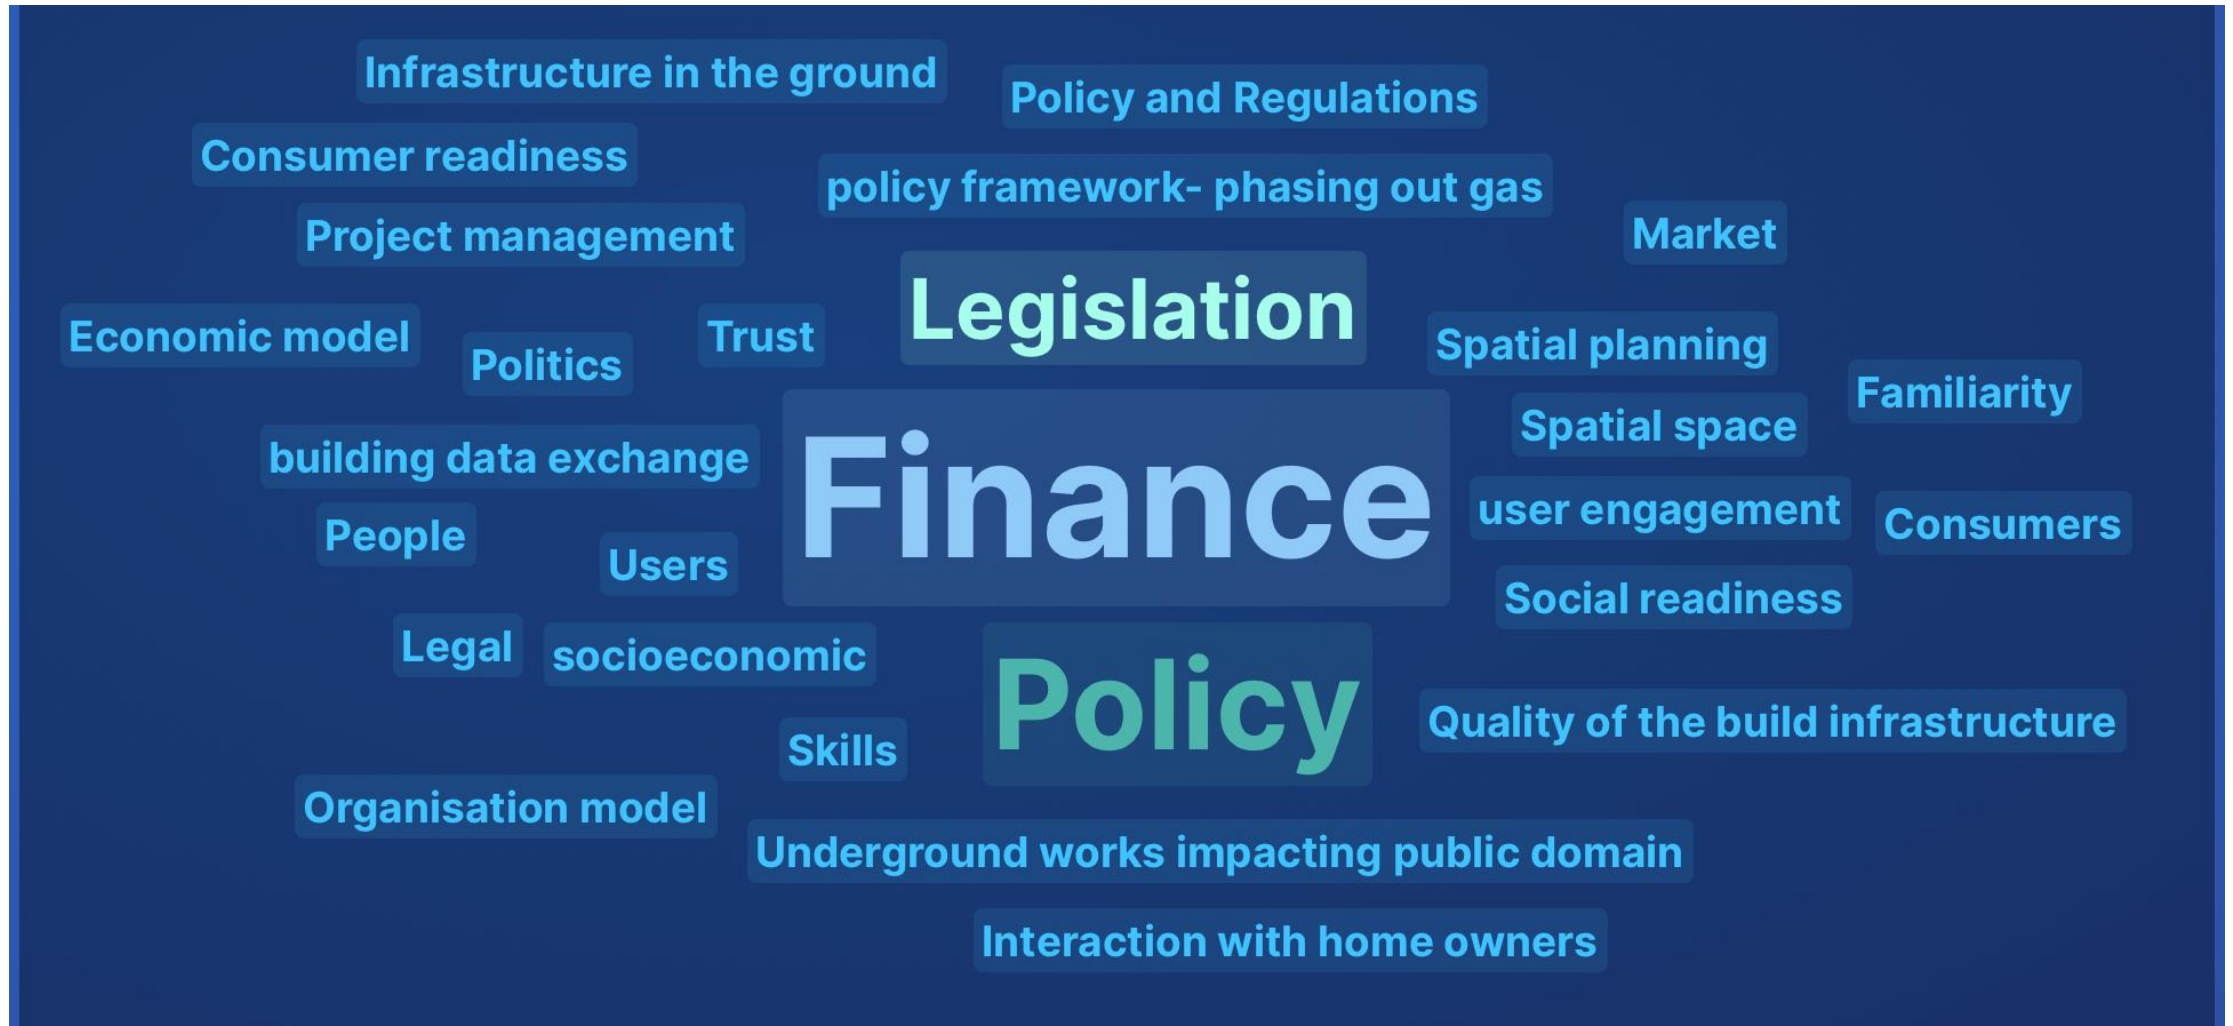 Infrastructure in the ground
Policy and Regulations
Consumer readiness
policy framework- phasing out gas
Project management
Market
Legislation
Economic model
Politics
Trust
Spatial planning
Familiarity
Spatial space
building data exchange
Finance
user engagement
Consumers
People
Users
Social readiness
Legal
socioeconomic
Policy
Quality of the build infrastructure
Skills
Organisation model
Underground works impacting public domain
Interaction with home owners